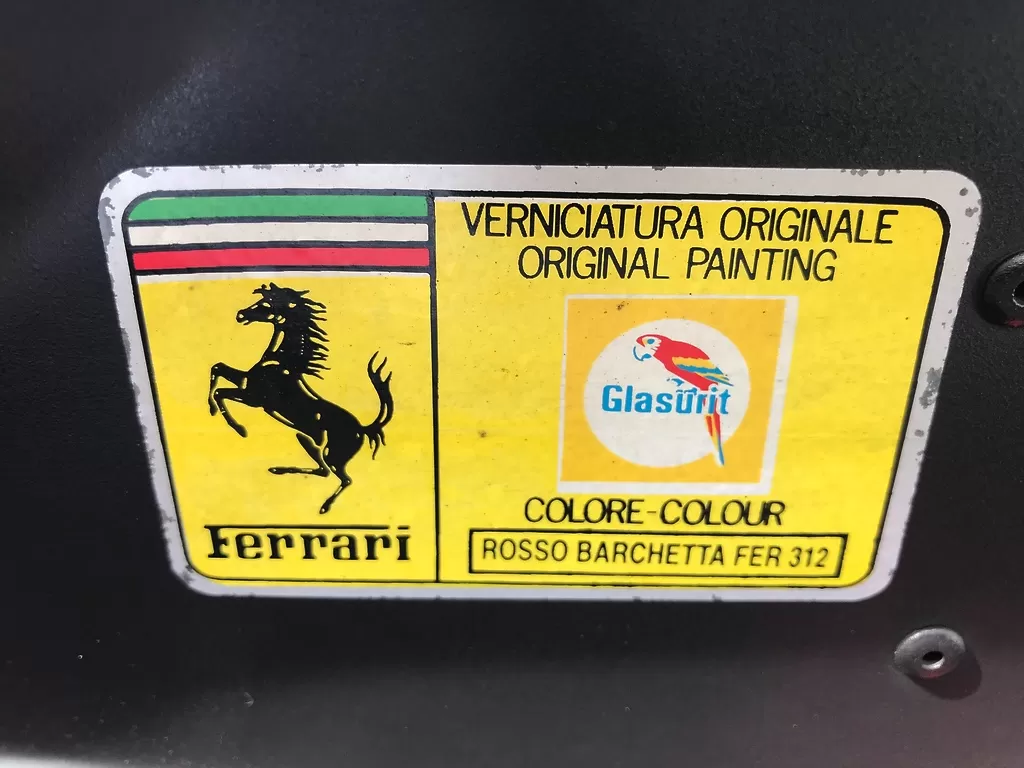 VERNICIATURA ORIGINALE
ORIGINAL PAINTING
Glasurit
COLORE-COLOUR
ROSSO BARCHETTA FER 312
Ferrari